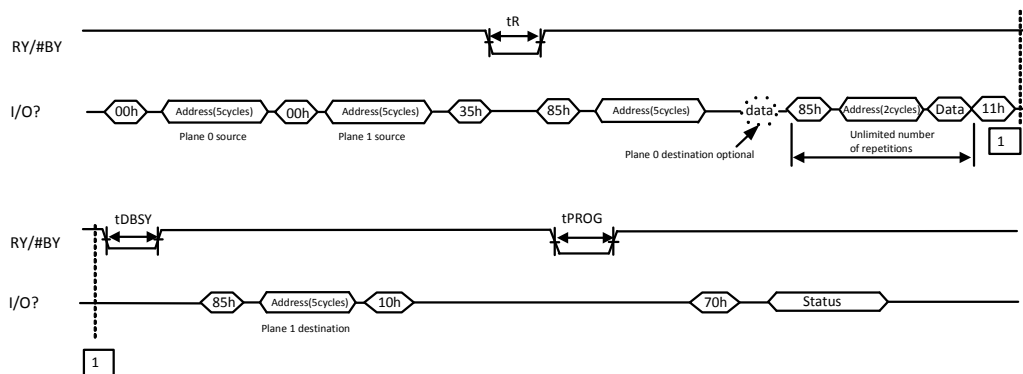 tR
RY/#BY
I/O?
00h
Address(5cycles)
00h
Address(5cycles)
35h
85h
Address(5cycles)
data
85h
Address(2cycles)
Data
11h
Plane 0 source
Plane 1 source
Plane 0 destination optional
Unlimited number
of repetitions
1
tDBSY
tPROG
RY/#BY
I/O?
85h
Address(5cycles)
10h
70h
Status
Plane 1 destination
1